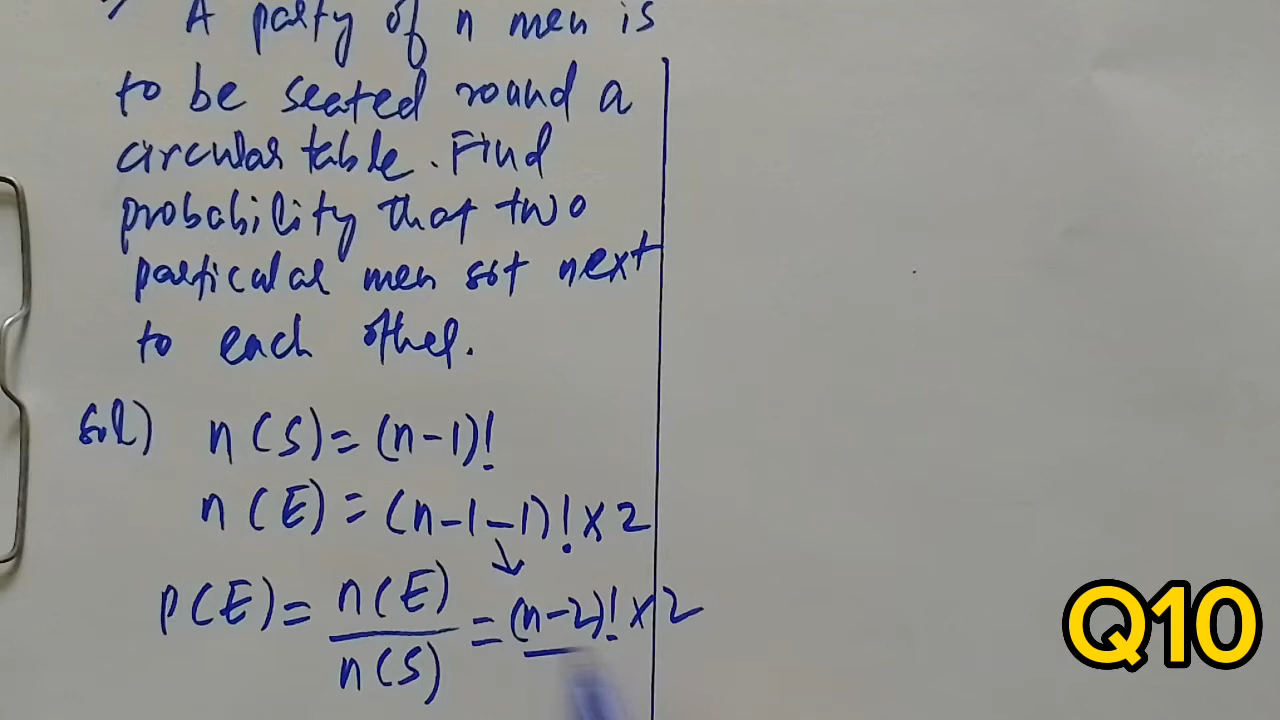 A party of n men is
to be seated round a
circular table. Find
probability that two
particular men sit next
to each other.
Sol) n(S) = (n-1)!
n(E) = (n-1-1)! × 2
↓
P(E) = n(E)/n(S) = (n-2)! × 2
Q10